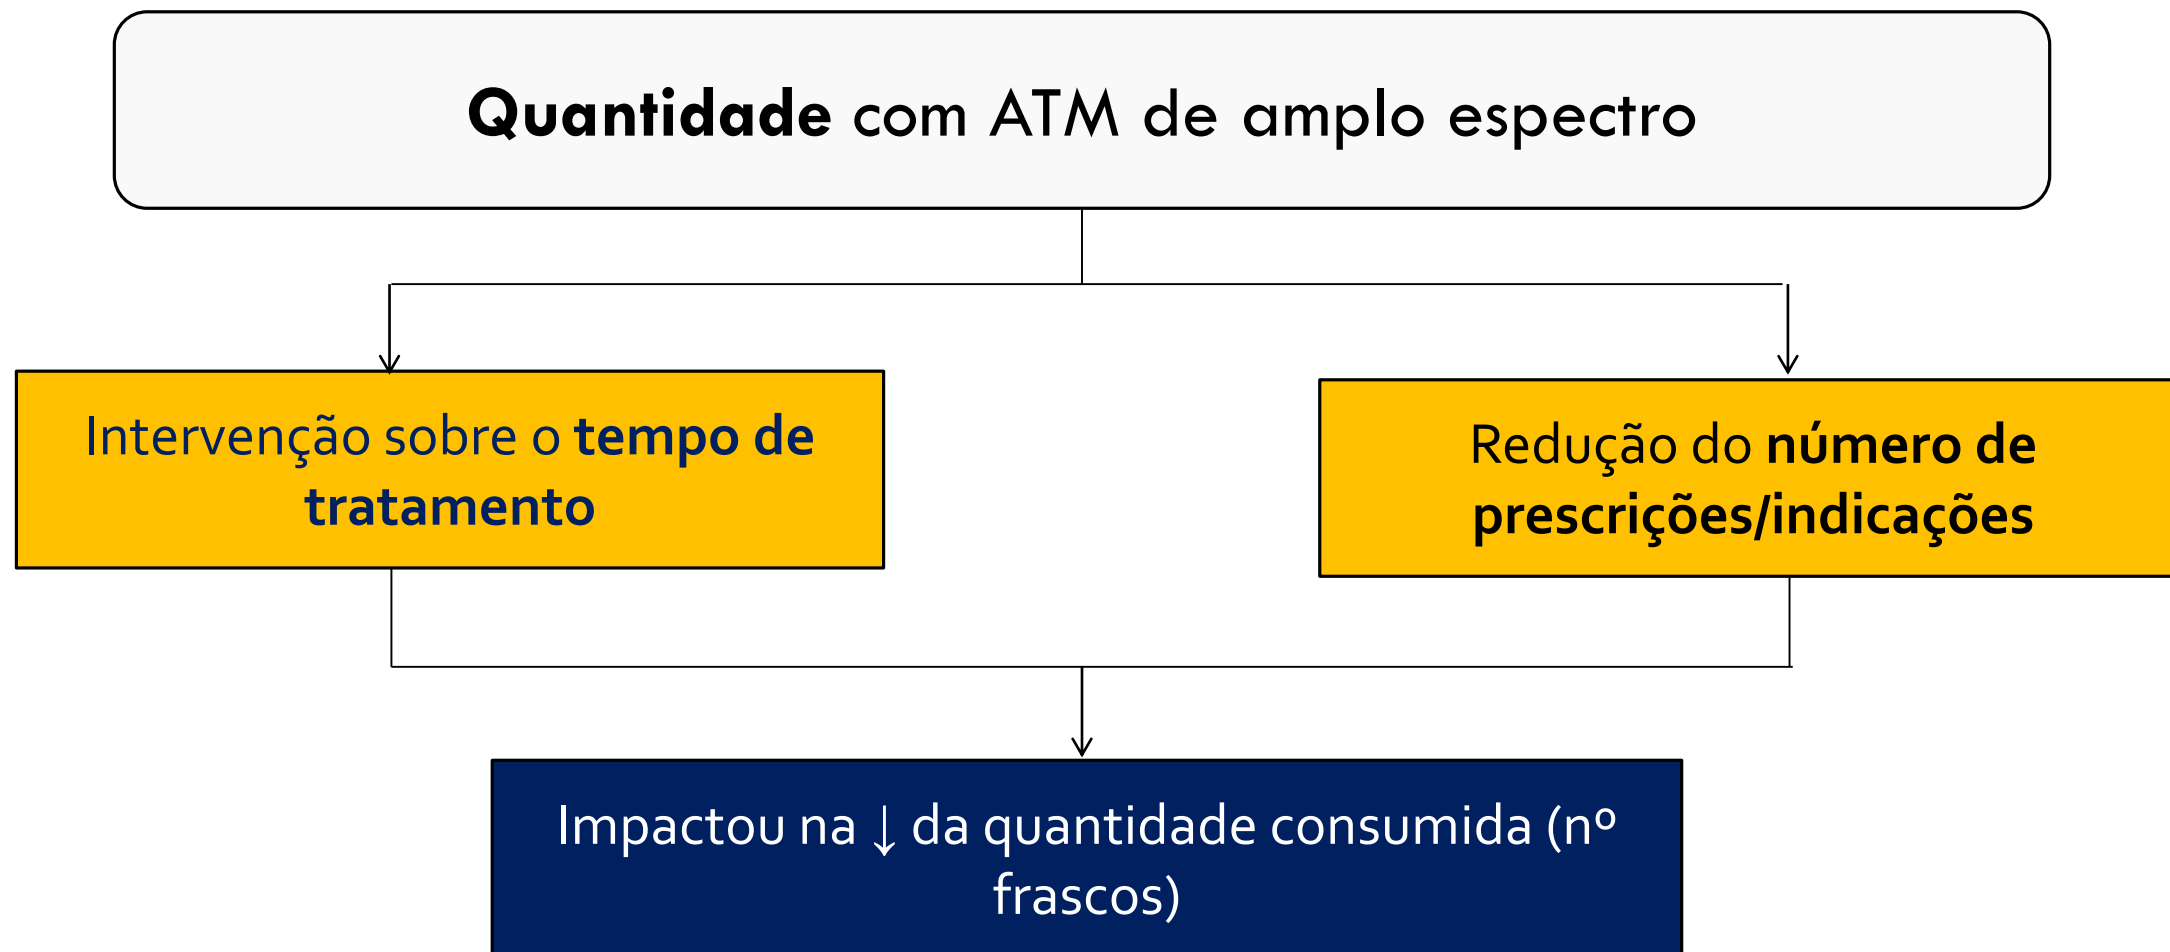 Quantidade com ATM de amplo espectro
Intervenção sobre o tempo de
tratamento
Redução do número de
prescrições/indicações
Impactou na ↓ da quantidade consumida (nº
frascos)